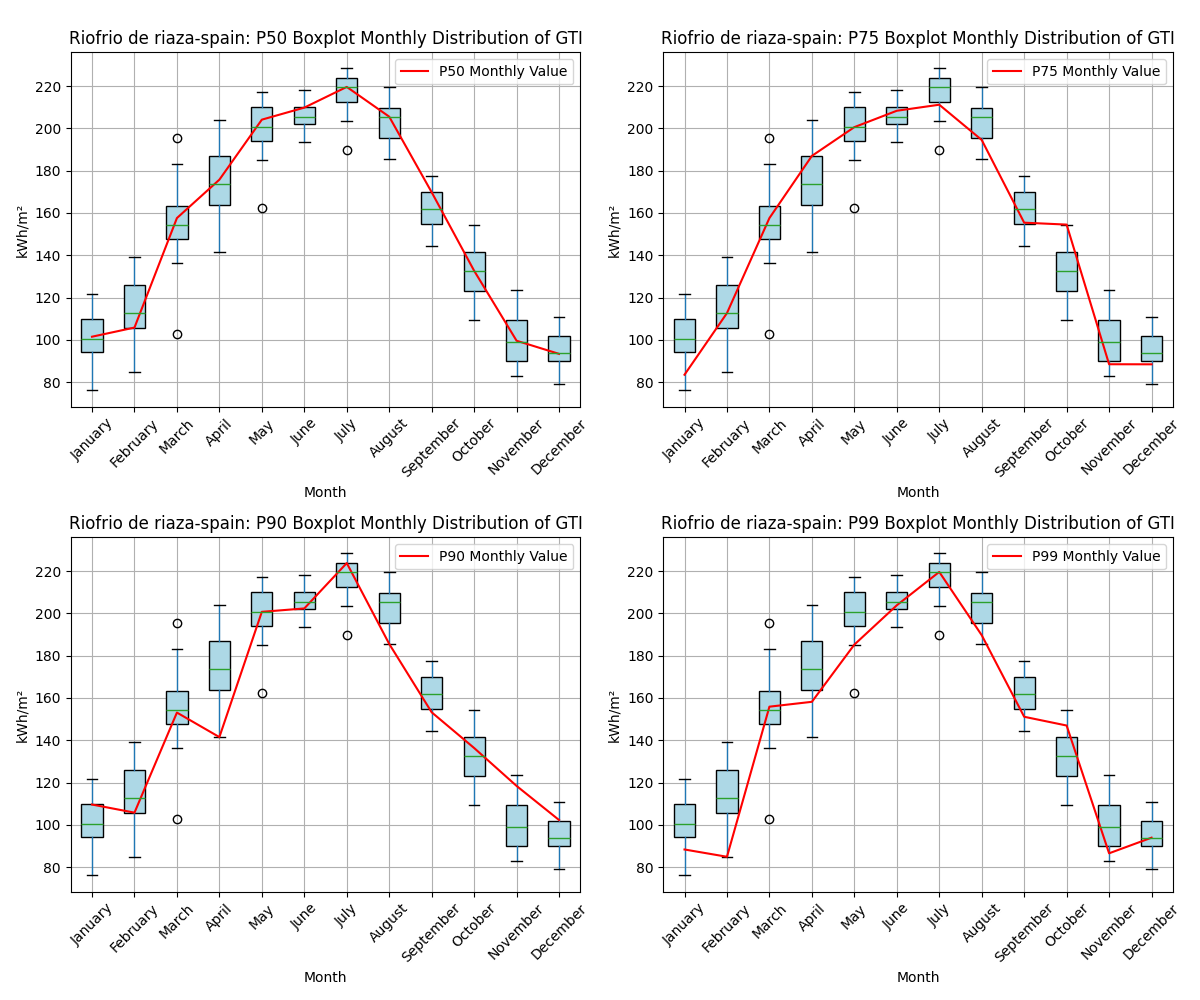 Riofrio de riaza-spain: P50 Boxplot Monthly Distribution of GTI
P50 Monthly Value
kWh/m²
220
200
180
160
140
120
100
80
January
February
March
April
May
June
July
August
September
October
November
December
Month
Riofrio de riaza-spain: P75 Boxplot Monthly Distribution of GTI
P75 Monthly Value
kWh/m²
220
200
180
160
140
120
100
80
January
February
March
April
May
June
July
August
September
October
November
December
Month
Riofrio de riaza-spain: P90 Boxplot Monthly Distribution of GTI
P90 Monthly Value
kWh/m²
220
200
180
160
140
120
100
80
January
February
March
April
May
June
July
August
September
October
November
December
Month
Riofrio de riaza-spain: P99 Boxplot Monthly Distribution of GTI
P99 Monthly Value
kWh/m²
220
200
180
160
140
120
100
80
January
February
March
April
May
June
July
August
September
October
November
December
Month